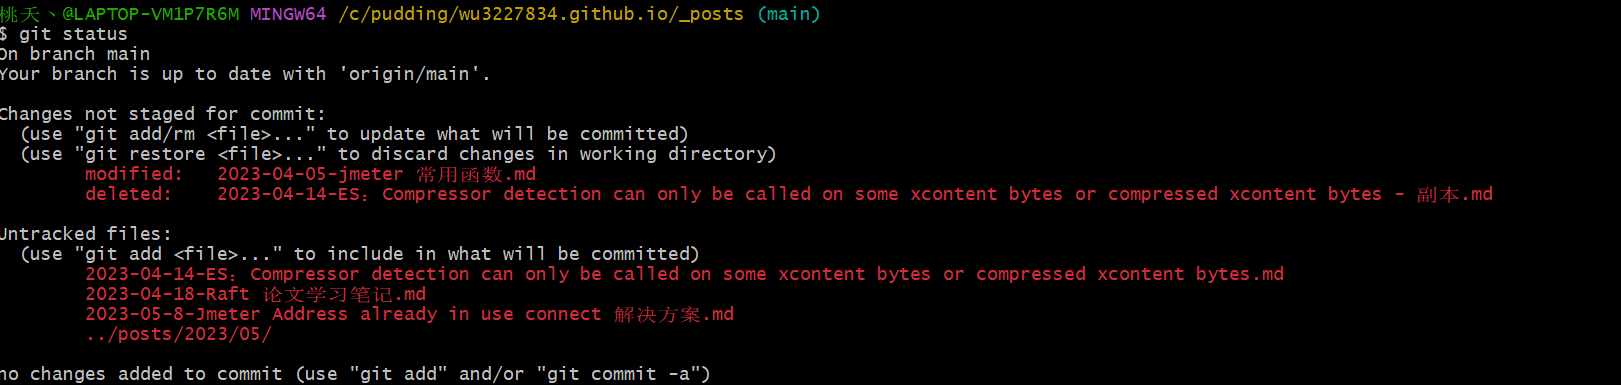 桃夭丶@LAPTOP-VM1P7R6M MINGW64 /c/pudding/wu3227834.github.io/_posts (main)
$ git status
On branch main
Your branch is up to date with 'origin/main'.
Changes not staged for commit:
(use "git add/rm <file>..." to update what will be committed)
(use "git restore <file>..." to discard changes in working directory)
modified: 2023-04-05-jmeter 常用函数.md
deleted: 2023-04-14-ES：Compressor detection can only be called on some xcontent bytes or compressed xcontent bytes - 副本.md
Untracked files:
(use "git add <file>..." to include in what will be committed)
2023-04-14-ES：Compressor detection can only be called on some xcontent bytes or compressed xcontent bytes.md
2023-04-18-Raft 论文学习笔记.md
2023-05-8-Jmeter Address already in use connect 解决方案.md
../posts/2023/05/
no changes added to commit (use "git add" and/or "git commit -a")